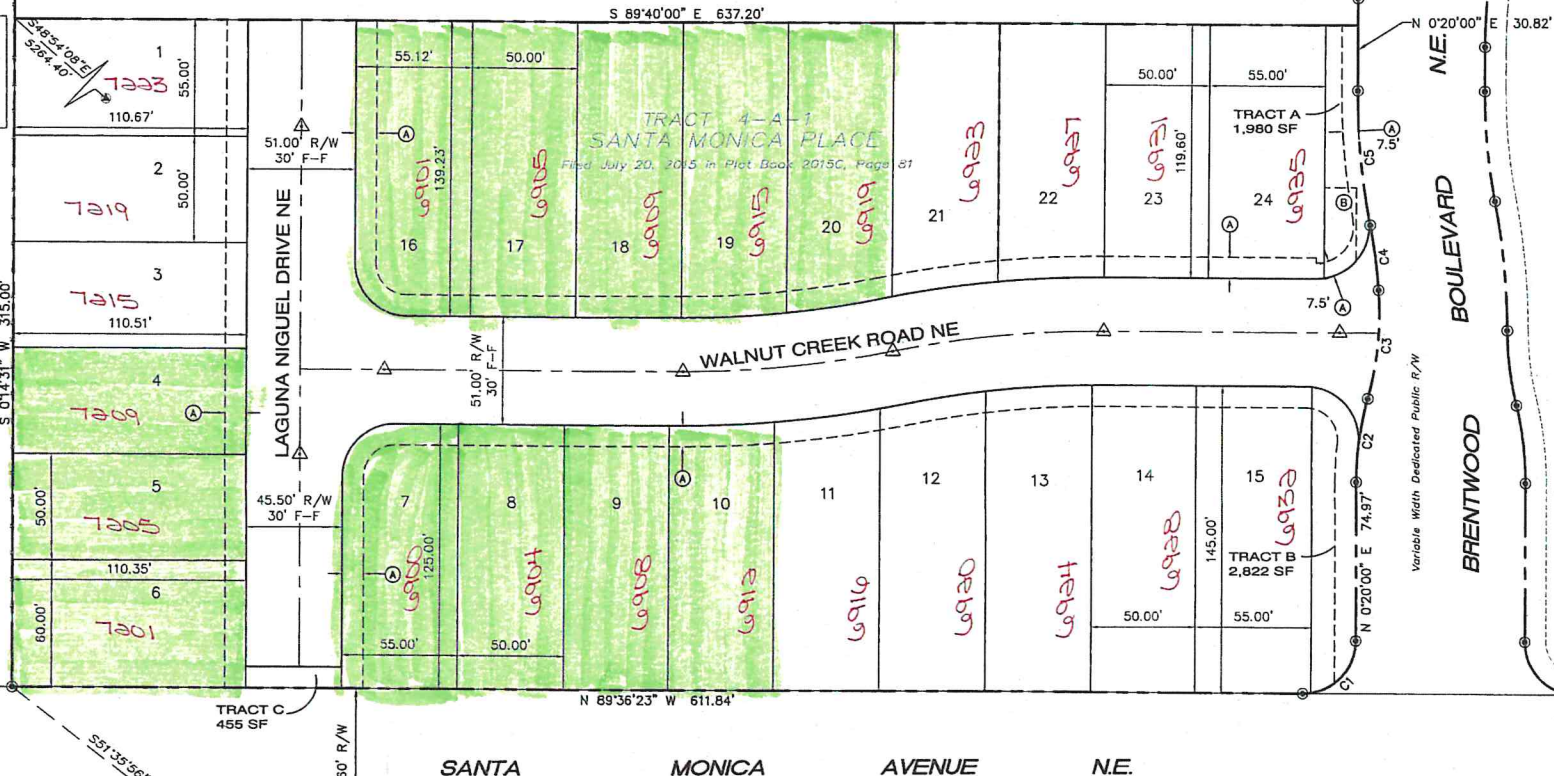 S 89°40'00" E 637.20'
N 0°20'00" E 30.82'
S48°54'08"E
5264.40'
1
7223
55.00'
110.67'
2
7219
50.00'
3
7215
110.51'
S 0°14'31" W 315.00'
4
7209
A
5
7205
50.00'
110.35'
6
7201
60.00'
LAGUNA NIGUEL DRIVE NE
51.00' R/W
30' F-F
45.50' R/W
30' F-F
TRACT C
455 SF
S51°35'56"
60' R/W
55.12'
50.00'
50.00'
55.00'
A
TRACT 4-A-1
SANTA MONICA PLACE
Filed July 20, 2015 in Plat Book 2015C, Page 81
139.23'
6901
16
6905
17
6909
18
6915
19
6919
20
6923
21
6927
22
6931
23
119.60'
6935
24
A
TRACT A
1,980 SF
B
A
7.5'
A
7.5'
C5
C4
C3
C2
C1
WALNUT CREEK ROAD NE
51.00' R/W
30' F-F
A
7
6900
125.00'
A
55.00'
8
6904
50.00'
9
6908
10
6912
11
6916
12
6920
13
6924
14
6928
50.00'
145.00'
15
6932
55.00'
TRACT B
2,822 SF
N 0°20'00" E 74.97'
Variable Width Dedicated Public R/W
BRENTWOOD BOULEVARD N.E.
N 89°36'23" W 611.84'
SANTA MONICA AVENUE N.E.